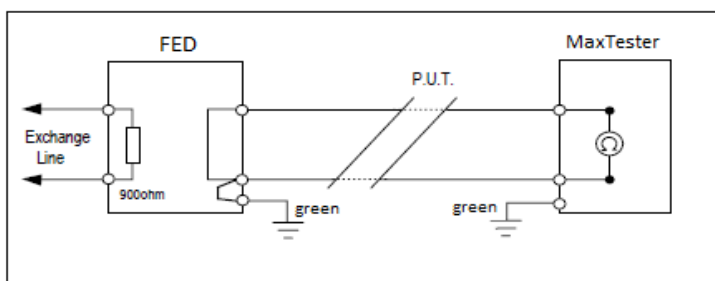 FED
MaxTester
P.U.T.
Exchange
Line
900ohm
green
green
Ω